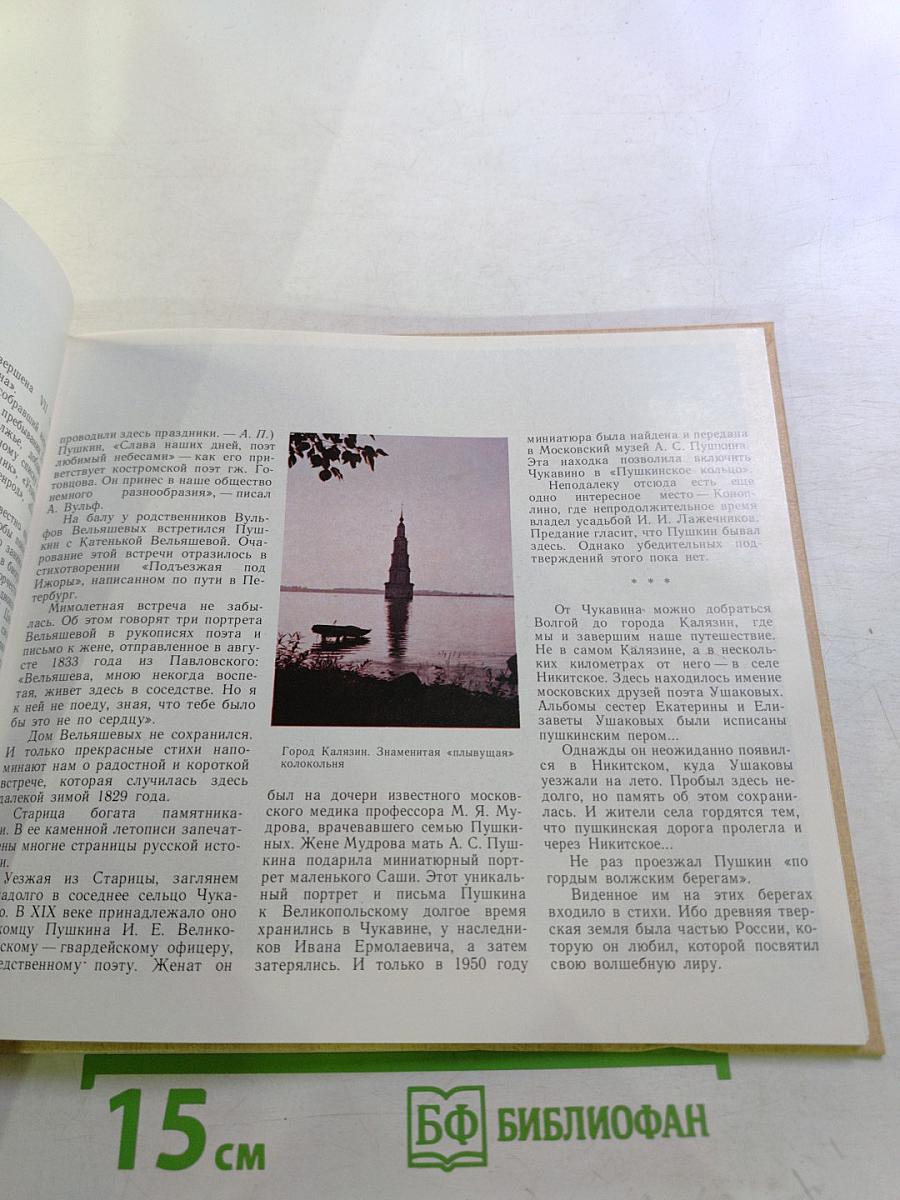 вершена VII
на».
собравший
пребывани
проводили здесь праздники. — А. П.)
Пушкин, «Слава наших дней, поэт
любимый небесами» — как его при-
ветствует костромской поэт гж. Го-
товцова. Он принес в наше общество
немного разнообразия», — писал
А. Вульф.
На балу у родственников Вуль-
фов Вельяшевых встретился Пуш-
кин с Катенькой Вельяшевой. Оча-
рование этой встречи отразилось в
стихотворении «Подъезжая под
Ижоры», написанном по пути в Пе-
тербург.
Мимолетная встреча не забы-
лась. Об этом говорят три портрета
Вельяшевой в рукописях поэта и
письмо к жене, отправленное в авгу-
сте 1833 года из Павловского:
«Вельяшева, мною некогда воспе-
тая, живет здесь в соседстве. Но я
к ней не поеду, зная, что тебе было
бы это не по сердцу».
Дом Вельяшевых не сохранился.
И только прекрасные стихи напо-
минают нам о радостной и короткой
встрече, которая случилась здесь
далекой зимой 1829 года.
Старица богата памятника-
и. В ее каменной летописи запечат-
ены многие страницы русской исто-
и.
Уезжая из Старицы, заглянем
надолго в соседнее сельцо Чука-
о. В XIX веке принадлежало оно
комцу Пушкина И. Е. Велико-
скому — гвардейскому офицеру,
едственному поэту. Женат он
Город Калязин. Знаменитая «плывущая»
колокольня
был на дочери известного москов-
ского медика профессора М. Я. Му-
дрова, врачевавшего семью Пушки-
ных. Жене Мудрова мать А. С. Пуш-
кина подарила миниатюрный порт-
рет маленького Саши. Этот уникаль-
ный портрет и письма Пушкина
к Великопольскому долгое время
хранились в Чукавине, у наследни-
ков Ивана Ермолаевича, а затем
затерялись. И только в 1950 году
миниатюра была найдена и передана
в Московский музей А. С. Пушкина.
Эта находка позволила включить
Чукавино в «Пушкинское кольцо».
Неподалеку отсюда есть еще
одно интересное место — Коноп-
лино, где непродолжительное время
владел усадьбой И. И. Лажечников.
Предание гласит, что Пушкин бывал
здесь. Однако убедительных под-
тверждений этого пока нет.
* * *
От Чукавина можно добраться
Волгой до города Калязин, где
мы и завершим наше путешествие.
Не в самом Калязине, а в несколь-
ких километрах от него — в селе
Никитское. Здесь находилось имение
московских друзей поэта Ушаковых.
Альбомы сестер Екатерины и Ели-
заветы Ушаковых были исписаны
пушкинским пером...
Однажды он неожиданно появил-
ся в Никитском, куда Ушаковы
уезжали на лето. Пробыл здесь не-
долго, но память об этом сохрани-
лась. И жители села гордятся тем,
что пушкинская дорога пролегла и
через Никитское...
Не раз проезжал Пушкин «по
гордым волжским берегам».
Виденное им на этих берегах
входило в стихи. Ибо древняя твер-
ская земля была частью России, ко-
торую он любил, которой посвятил
свою волшебную лиру.
15 см
БФ БИБЛИОФАН